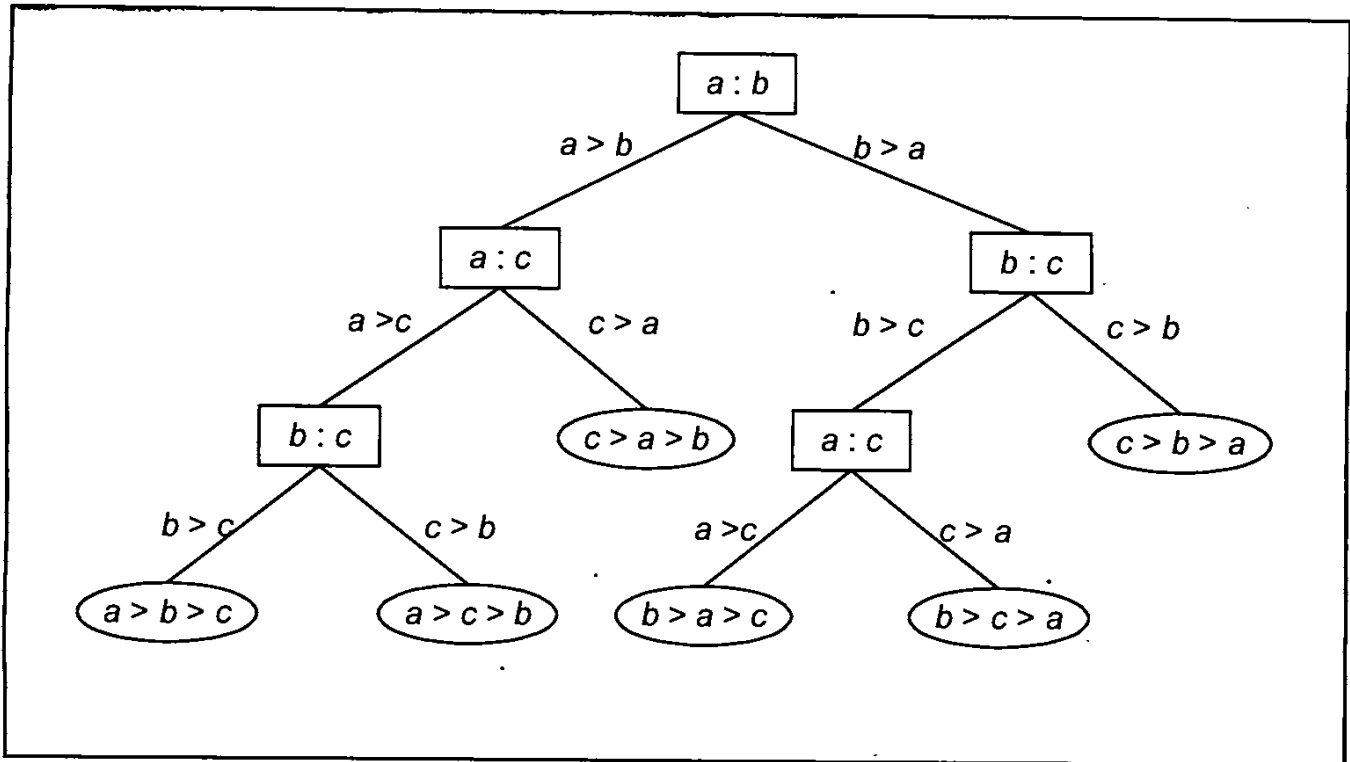 a : b
a > b
b > a
a : c
b : c
a >c
c > a
b > c
c > b
b : c
c > a > b
a : c
c > b > a
b > c
c > b
a >c
c > a
a > b > c
a > c > b
b > a > c
b > c > a